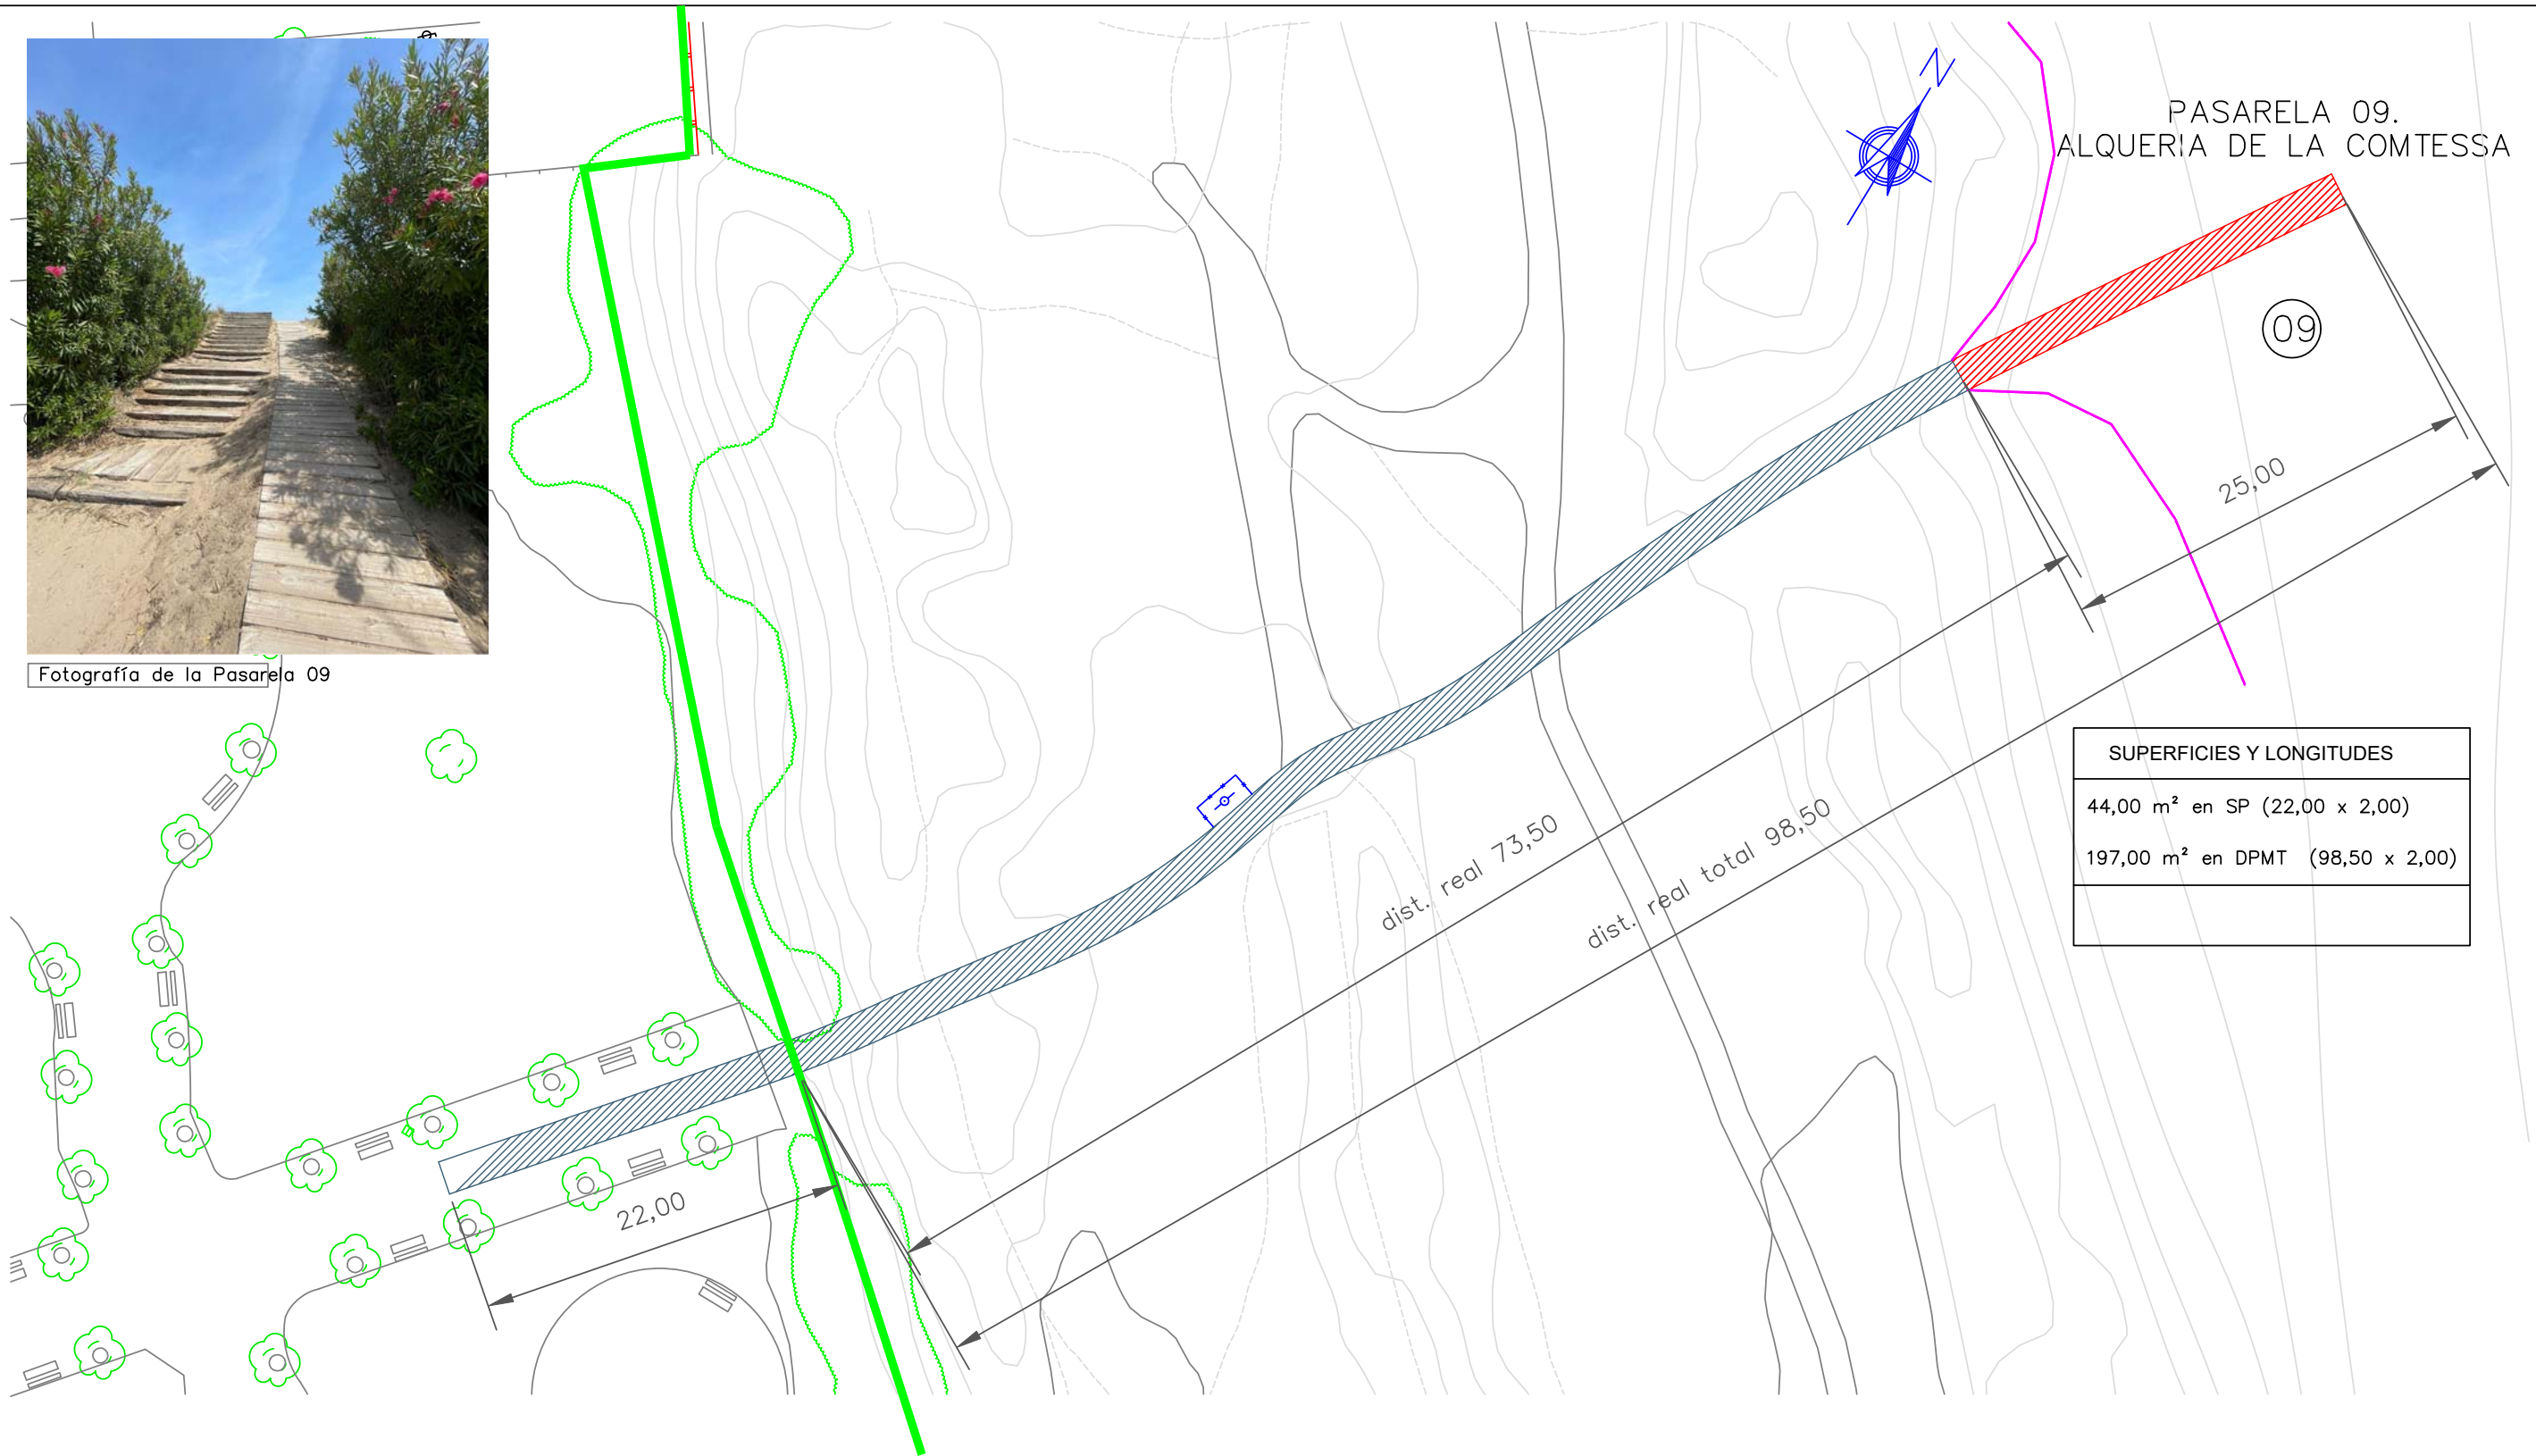 N
PASARELA 09.
ALQUERIA DE LA COMTESSA
09
25,00
Fotografía de la Pasarela 09
dist. real 73,50
dist. real total 98,50
SUPERFICIES Y LONGITUDES
44,00 m² en SP (22,00 x 2,00)
197,00 m² en DPMT (98,50 x 2,00)
22,00